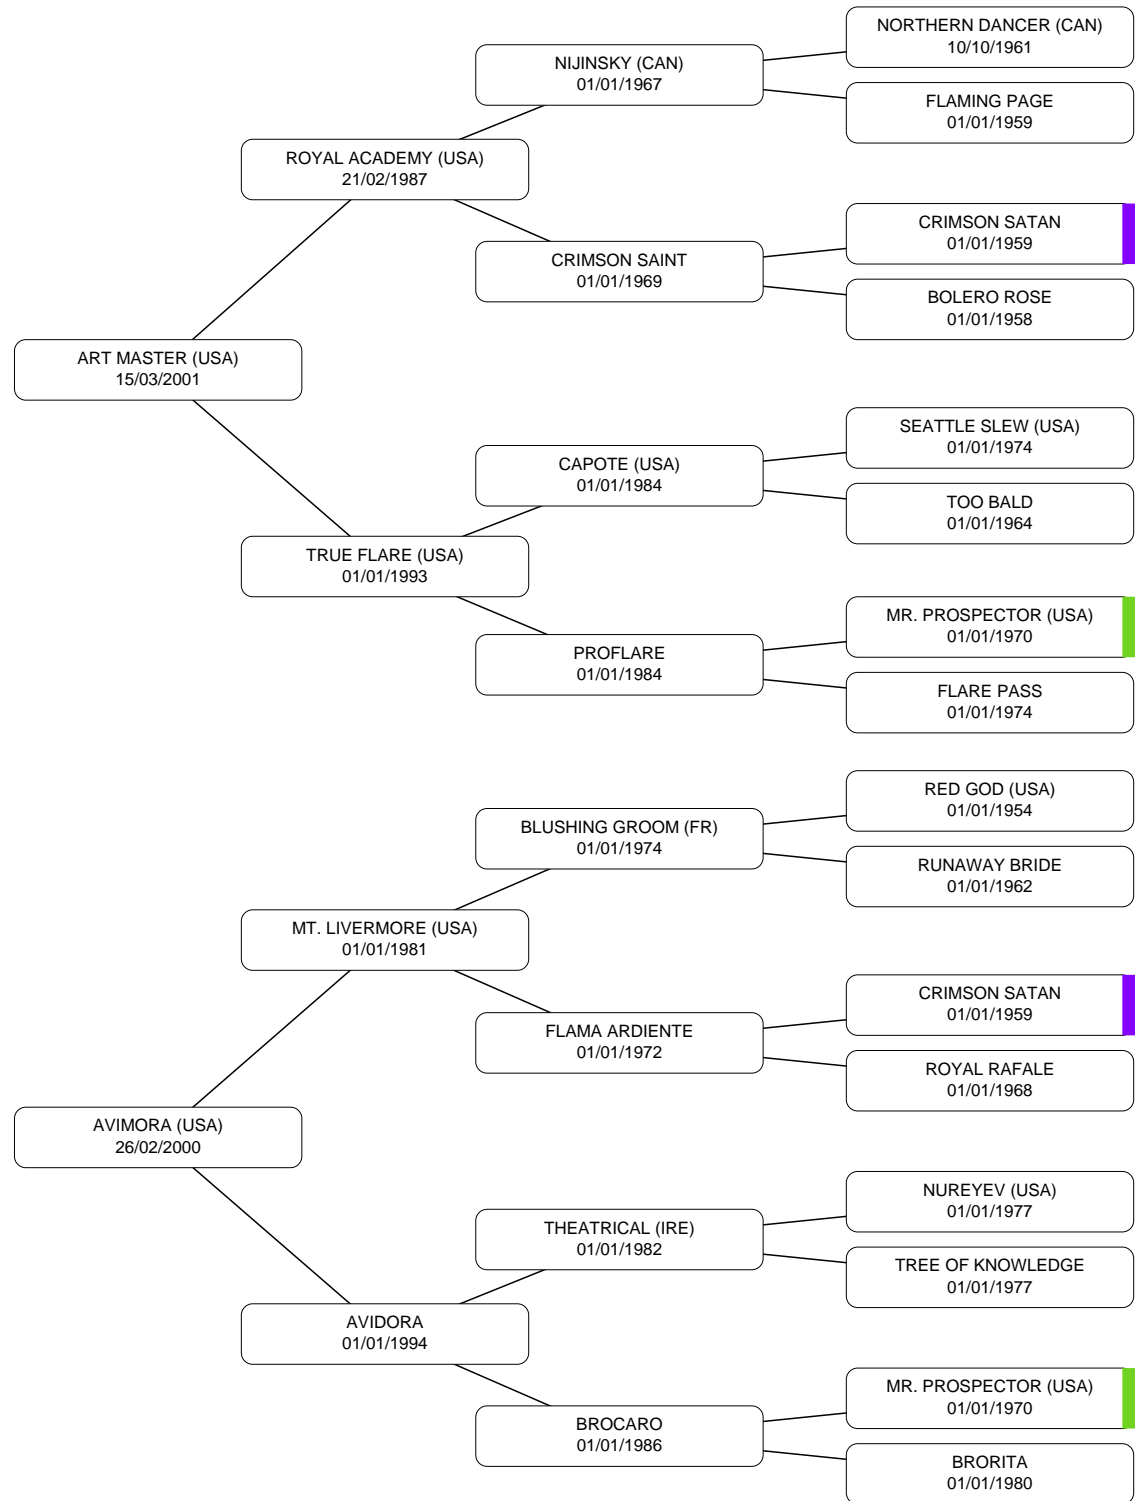 NORTHERN DANCER (CAN)
10/10/1961
NIJINSKY (CAN)
01/01/1967
FLAMING PAGE
01/01/1959
ROYAL ACADEMY (USA)
21/02/1987
CRIMSON SATAN
01/01/1959
CRIMSON SAINT
01/01/1969
BOLERO ROSE
01/01/1958
ART MASTER (USA)
15/03/2001
SEATTLE SLEW (USA)
01/01/1974
CAPOTE (USA)
01/01/1984
TOO BALD
01/01/1964
TRUE FLARE (USA)
01/01/1993
MR. PROSPECTOR (USA)
01/01/1970
PROFLARE
01/01/1984
FLARE PASS
01/01/1974
RED GOD (USA)
01/01/1954
BLUSHING GROOM (FR)
01/01/1974
RUNAWAY BRIDE
01/01/1962
MT. LIVERMORE (USA)
01/01/1981
CRIMSON SATAN
01/01/1959
FLAMA ARDIENTE
01/01/1972
ROYAL RAFALE
01/01/1968
AVIMORA (USA)
26/02/2000
NUREYEV (USA)
01/01/1977
THEATRICAL (IRE)
01/01/1982
TREE OF KNOWLEDGE
01/01/1977
AVIDORA
01/01/1994
MR. PROSPECTOR (USA)
01/01/1970
BROCARO
01/01/1986
BRORITA
01/01/1980